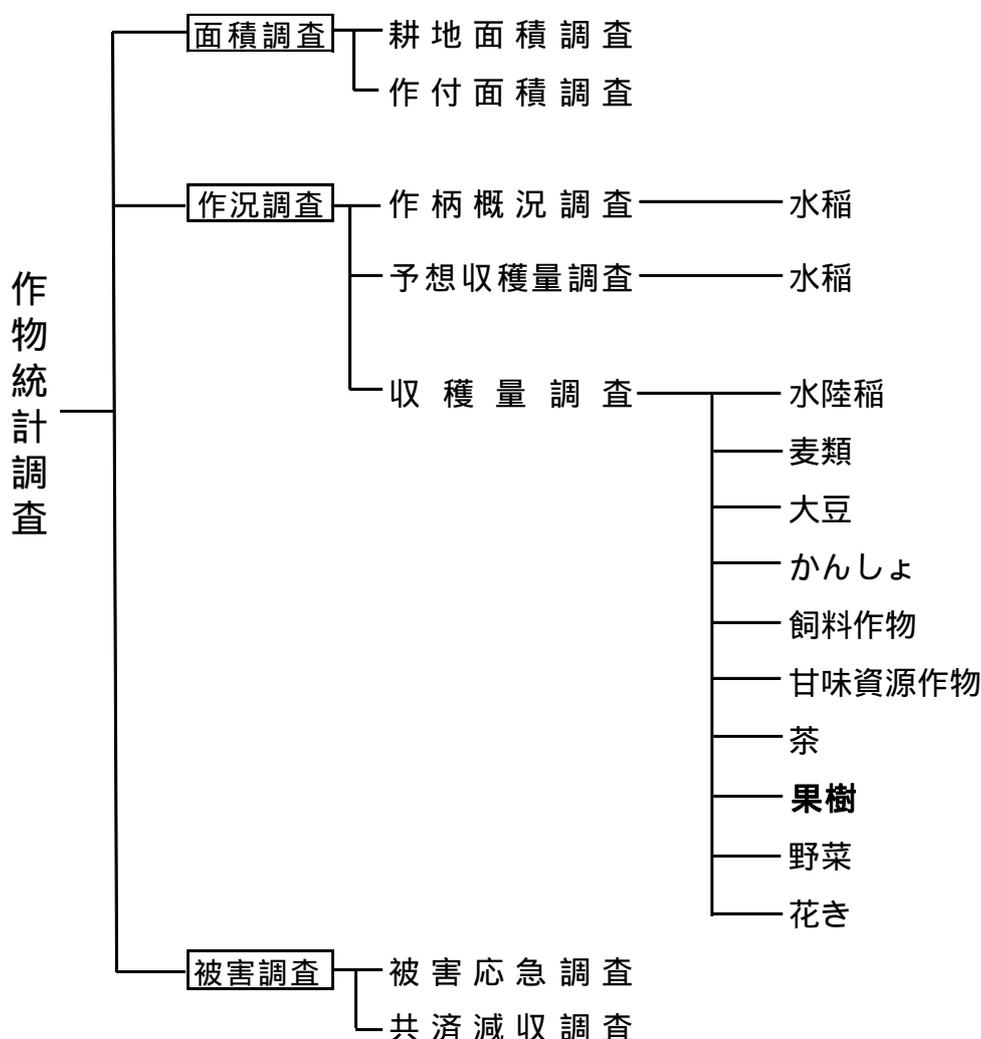 作物統計調査
面積調査
耕地面積調査
作付面積調査
作況調査
作柄概況調査
水稲
予想収穫量調査
水稲
収穫量調査
水陸稲
麦類
大豆
かんしょ
飼料作物
甘味資源作物
茶
果樹
野菜
花き
被害調査
被害応急調査
共済減収調査